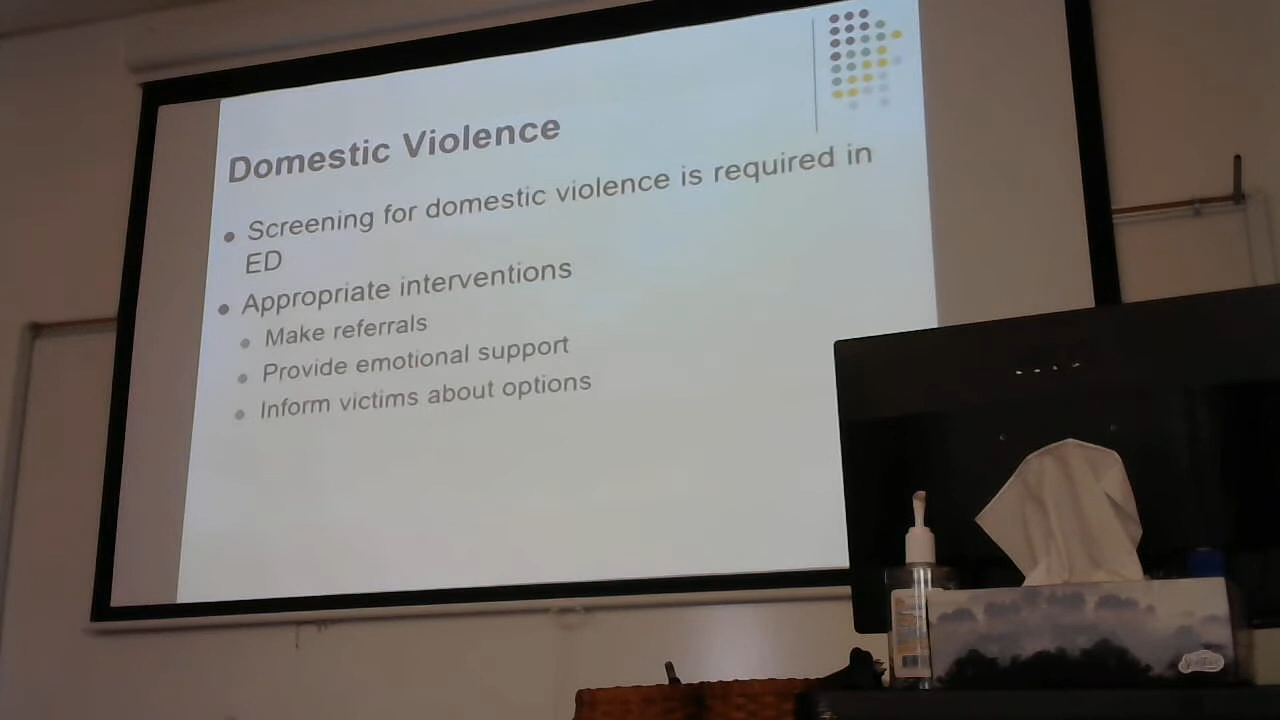 Domestic Violence
Screening for domestic violence is required in
ED
Appropriate interventions
Make referrals
Provide emotional support
Inform victims about options